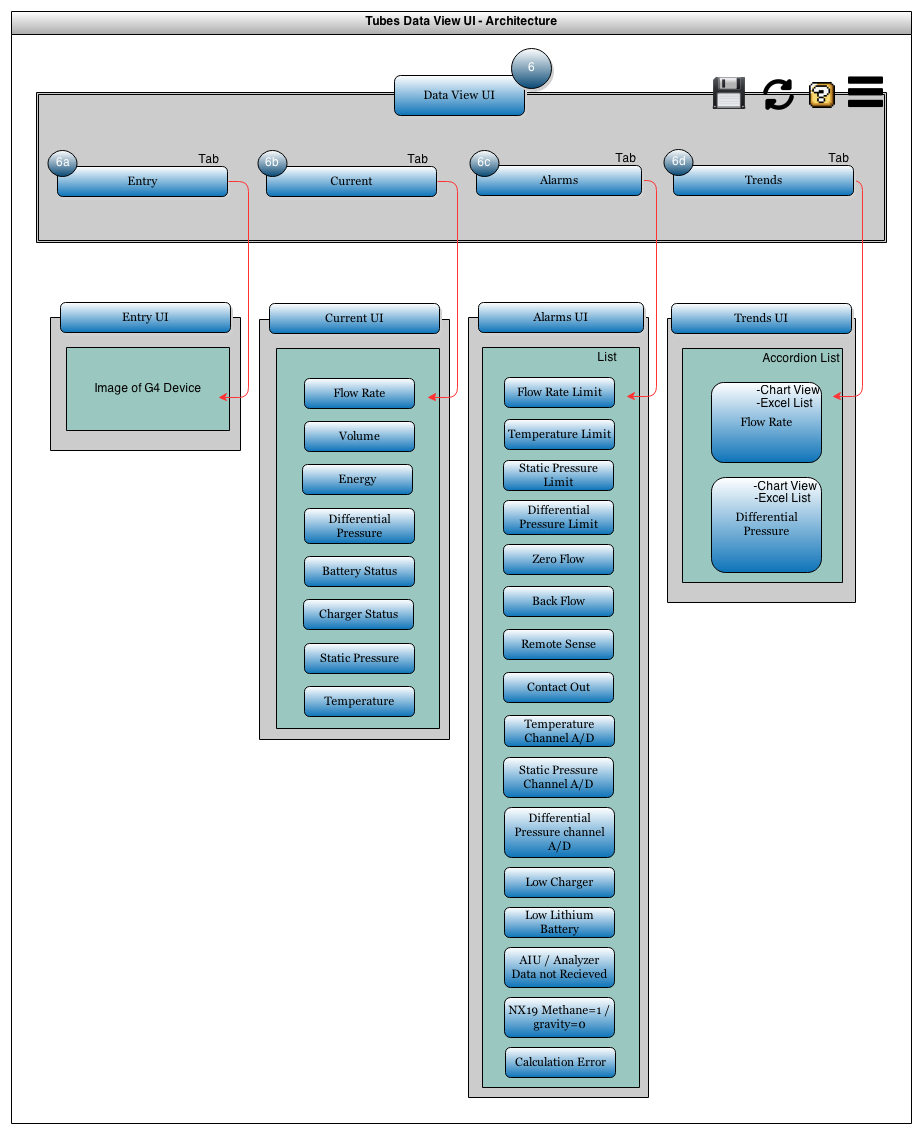 Tubes Data View UI - Architecture
6
Data View UI
?
6a
Tab
Entry
6b
Tab
Current
6c
Tab
Alarms
6d
Tab
Trends
Entry UI
Image of G4 Device
Current UI
Flow Rate
Volume
Energy
Differential
Pressure
Battery Status
Charger Status
Static Pressure
Temperature
Alarms UI
List
Flow Rate Limit
Temperature Limit
Static Pressure
Limit
Differential
Pressure Limit
Zero Flow
Back Flow
Remote Sense
Contact Out
Temperature
Channel A/D
Static Pressure
Channel A/D
Differential
Pressure channel
A/D
Low Charger
Low Lithium
Battery
AIU / Analyzer
Data not Recieved
NX19 Methane=1 /
gravity=0
Calculation Error
Trends UI
Accordion List
-Chart View
-Excel List
Flow Rate
-Chart View
-Excel List
Differential
Pressure